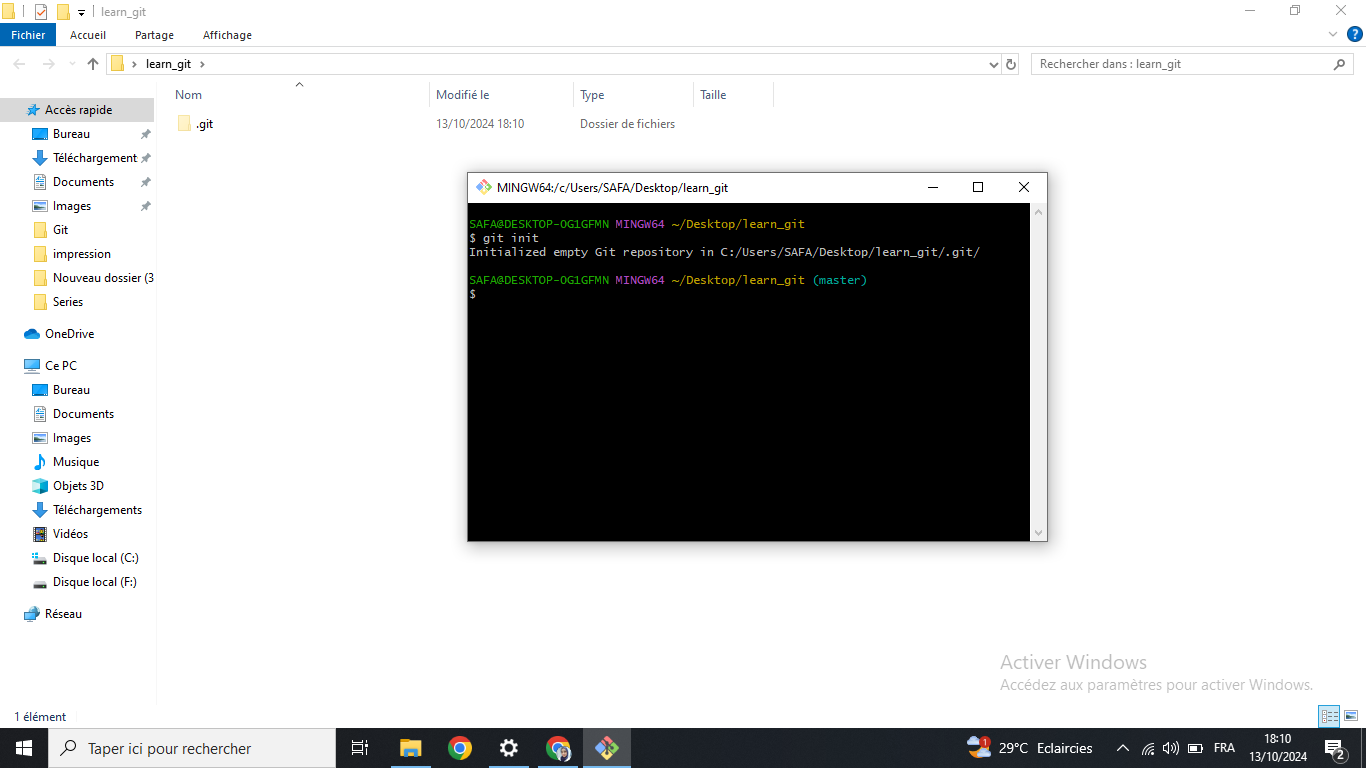 learn_git
Fichier Accueil Partage Affichage
learn_git
Rechercher dans : learn_git
Nom Modifié le Type Taille
.git 13/10/2024 18:10 Dossier de fichiers
Accès rapide
Bureau
Téléchargement
Documents
Images
Git
impression
Nouveau dossier (3
Series
OneDrive
Ce PC
Bureau
Documents
Images
Musique
Objets 3D
Téléchargements
Vidéos
Disque local (C:)
Disque local (F:)
Réseau
MINGW64:/c/Users/SAFA/Desktop/learn_git
SAFA@DESKTOP-OG1GFMN MINGW64 ~/Desktop/learn_git
$ git init
Initialized empty Git repository in C:/Users/SAFA/Desktop/learn_git/.git/
SAFA@DESKTOP-OG1GFMN MINGW64 ~/Desktop/learn_git (master)
$
Activer Windows
Accédez aux paramètres pour activer Windows.
1 élément
Taper ici pour rechercher
1
29°C Eclaircies
FRA
18:10
13/10/2024
2